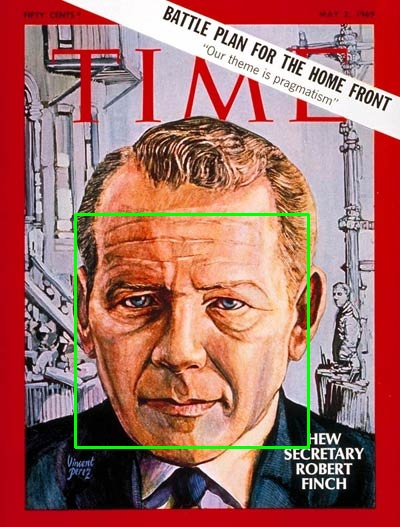 FIFTY CENTS
MAY 2, 1969
BATTLE PLAN FOR THE HOME FRONT
"Our theme is pragmatism"
TIME
Vincent
Perez
HEW
SECRETARY
ROBERT
FINCH